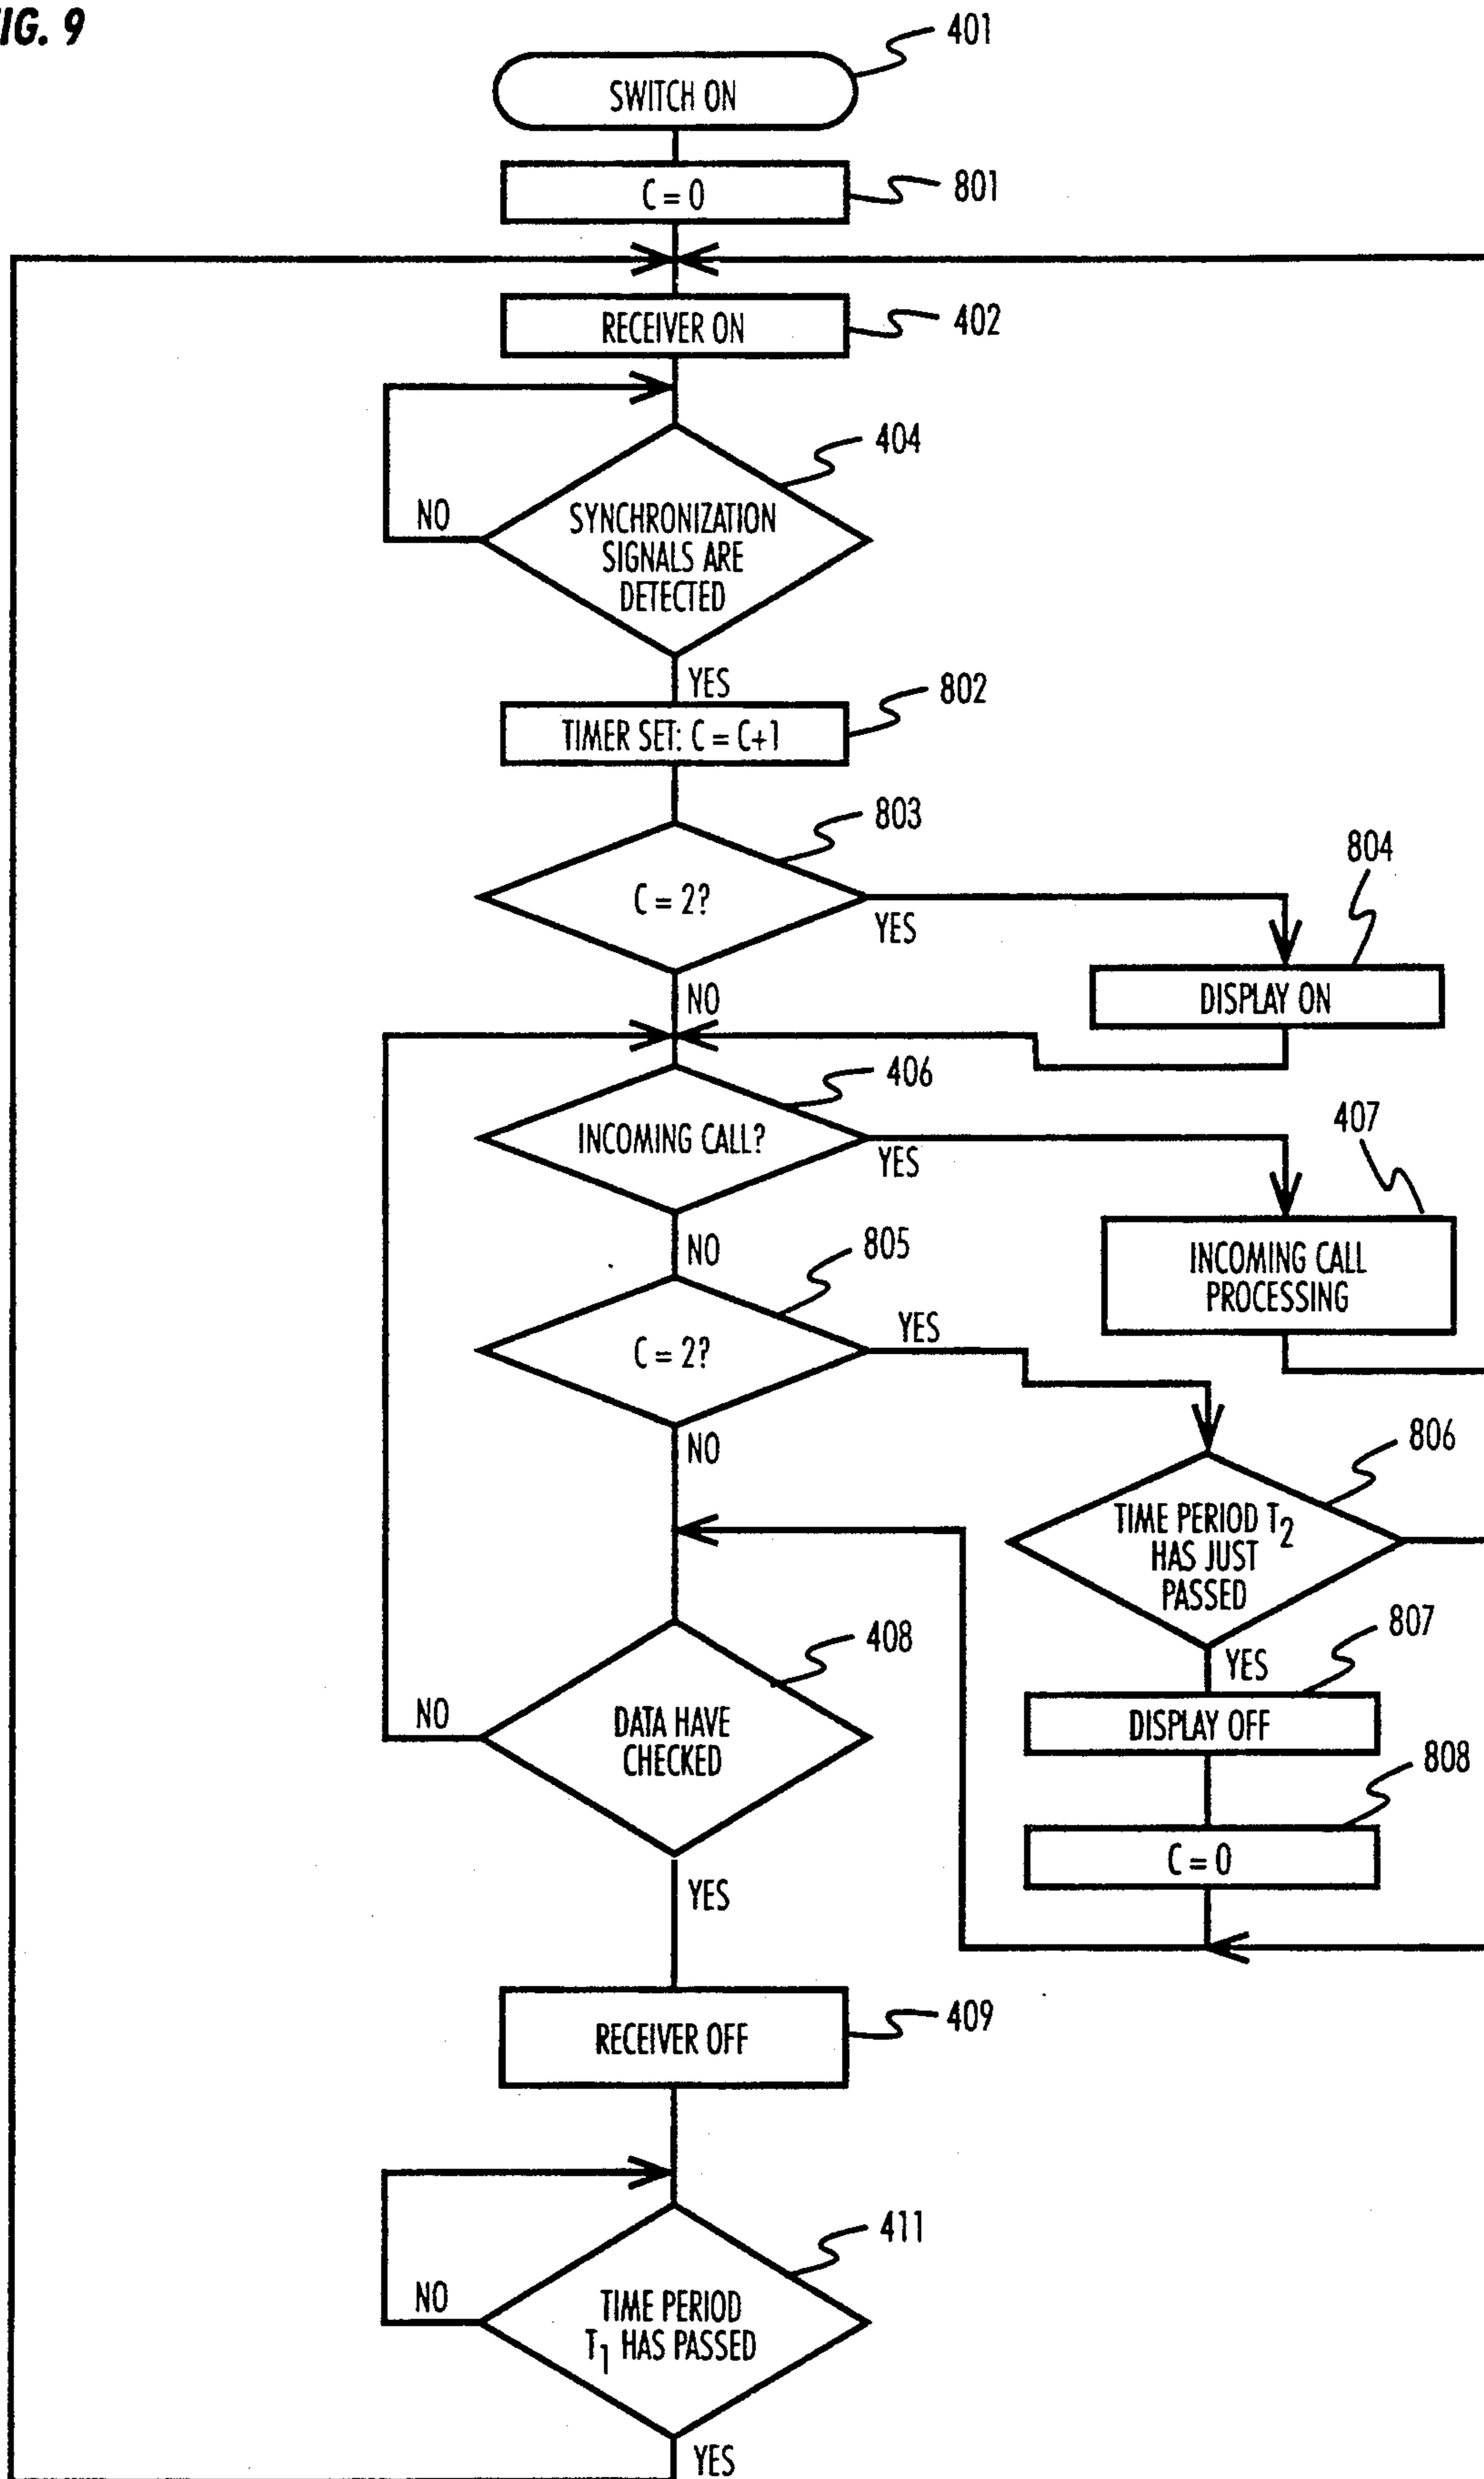 FIG. 9
401
SWITCH ON
C = 0
801
RECEIVER ON
402
404
NO
SYNCHRONIZATION
SIGNALS ARE
DETECTED
YES
802
TIMER SET: C = C+1
803
C = 2?
YES
804
NO
DISPLAY ON
406
INCOMING CALL?
YES
407
NO
INCOMING CALL
PROCESSING
805
C = 2?
YES
NO
806
TIME PERIOD T2
HAS JUST
PASSED
YES
807
DISPLAY OFF
408
NO
DATA HAVE
CHECKED
808
C = 0
YES
RECEIVER OFF
409
411
NO
TIME PERIOD
T1 HAS PASSED
YES